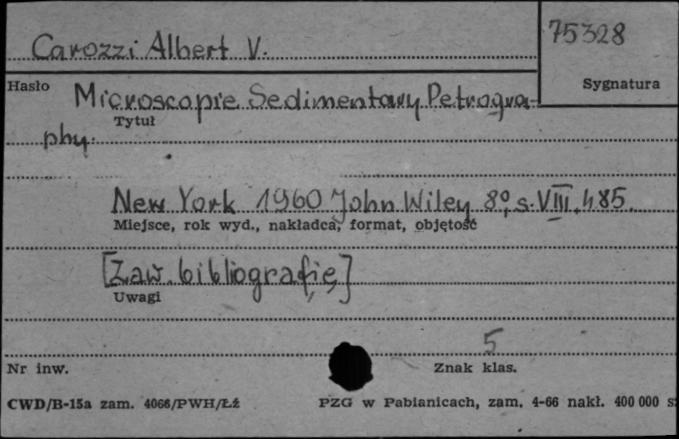 Carozzi Albert V.
75328
Hasło
Sygnatura
Microscopie Sedimentary Petrogra-
Tytuł
phy.
New York 1960 John Wiley 8°, s. VIII, 485.
Miejsce, rok wyd., nakładca, format, objętość
[Zaw. bibliografię]
Uwagi
5
Nr inw.
Znak klas.
CWD/B-15a zam. 4066/PWH/Łź
PZG w Pabianicach, zam. 4-66 nakł. 400 000 s